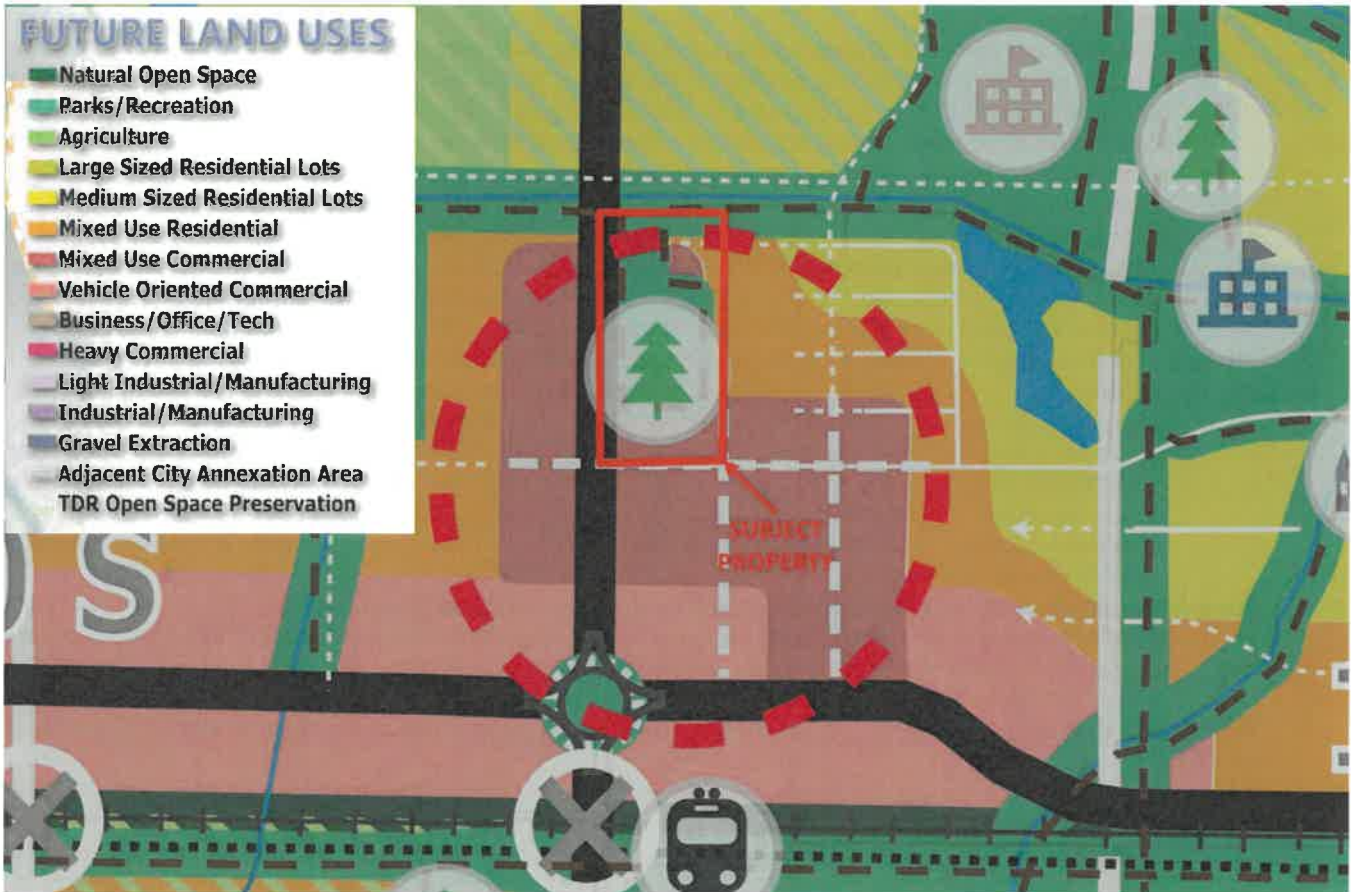 FUTURE LAND USES
Natural Open Space
Parks/Recreation
Agriculture
Large Sized Residential Lots
Medium Sized Residential Lots
Mixed Use Residential
Mixed Use Commercial
Vehicle Oriented Commercial
Business/Office/Tech
Heavy Commercial
Light Industrial/Manufacturing
Industrial/Manufacturing
Gravel Extraction
Adjacent City Annexation Area
TDR Open Space Preservation
SUBJECT
PROPERTY
S